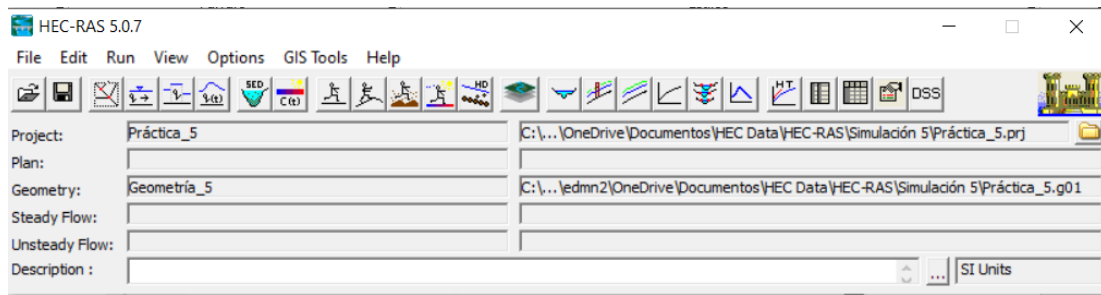 HEC-RAS 5.0.7
File Edit Run View Options GIS Tools Help
SED C(t) HD HT DSS
Project: Práctica_5 C:\...\OneDrive\Documentos\HEC Data\HEC-RAS\Simulación 5\Práctica_5.prj
Plan:
Geometry: Geometría_5 C:\...\edmn2\OneDrive\Documentos\HEC Data\HEC-RAS\Simulación 5\Práctica_5.g01
Steady Flow:
Unsteady Flow:
Description : ... SI Units